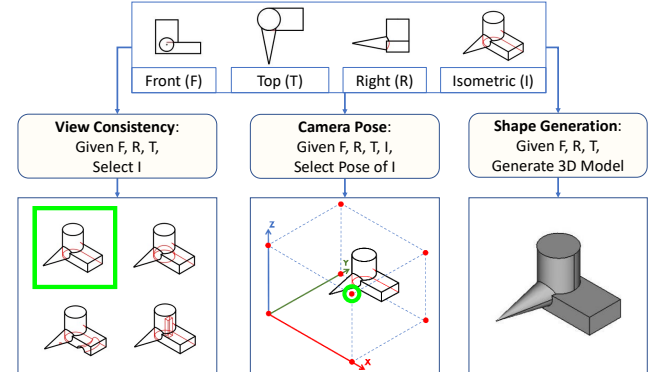 Front (F)
Top (T)
Right (R)
Isometric (I)
View Consistency:
Given F, R, T,
Select I
Camera Pose:
Given F, R, T, I,
Select Pose of I
Shape Generation:
Given F, R, T,
Generate 3D Model
Z
Y
X